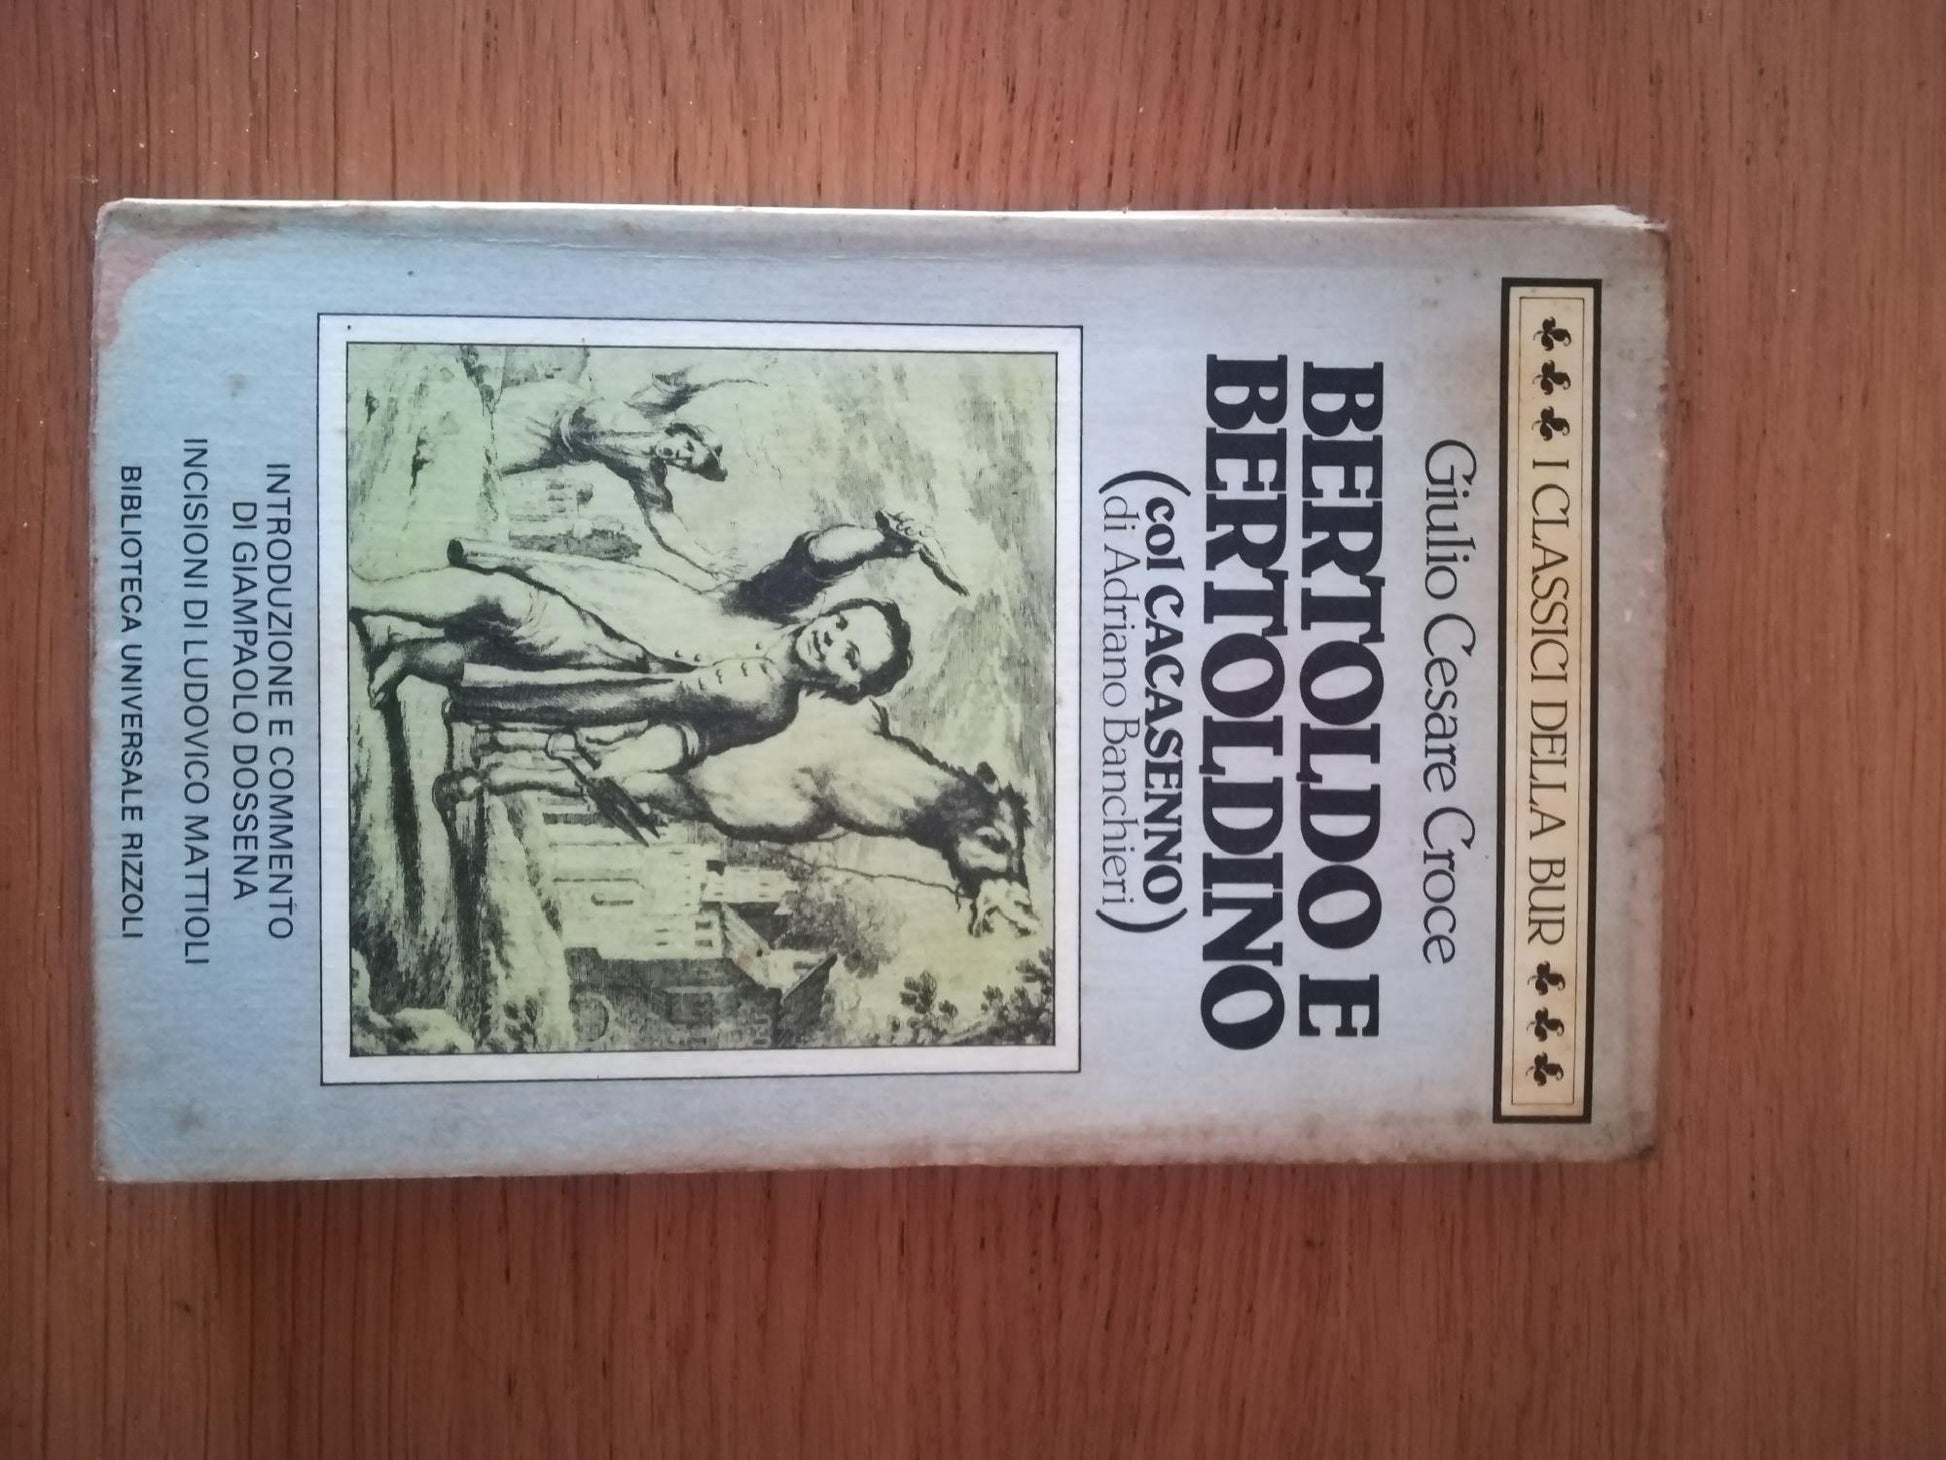 I CLASSICI DELLA BUR
Giulio Cesare Croce
BERTOLDO E
BERTOLDINO
(col CACASENNO)
(di Adriano Banchieri)
INTRODUZIONE E COMMENTO
DI GIAMPAOLO DOSSENA
INCISIONI DI LUDOVICO MATTIOLI
BIBLIOTECA UNIVERSALE RIZZOLI